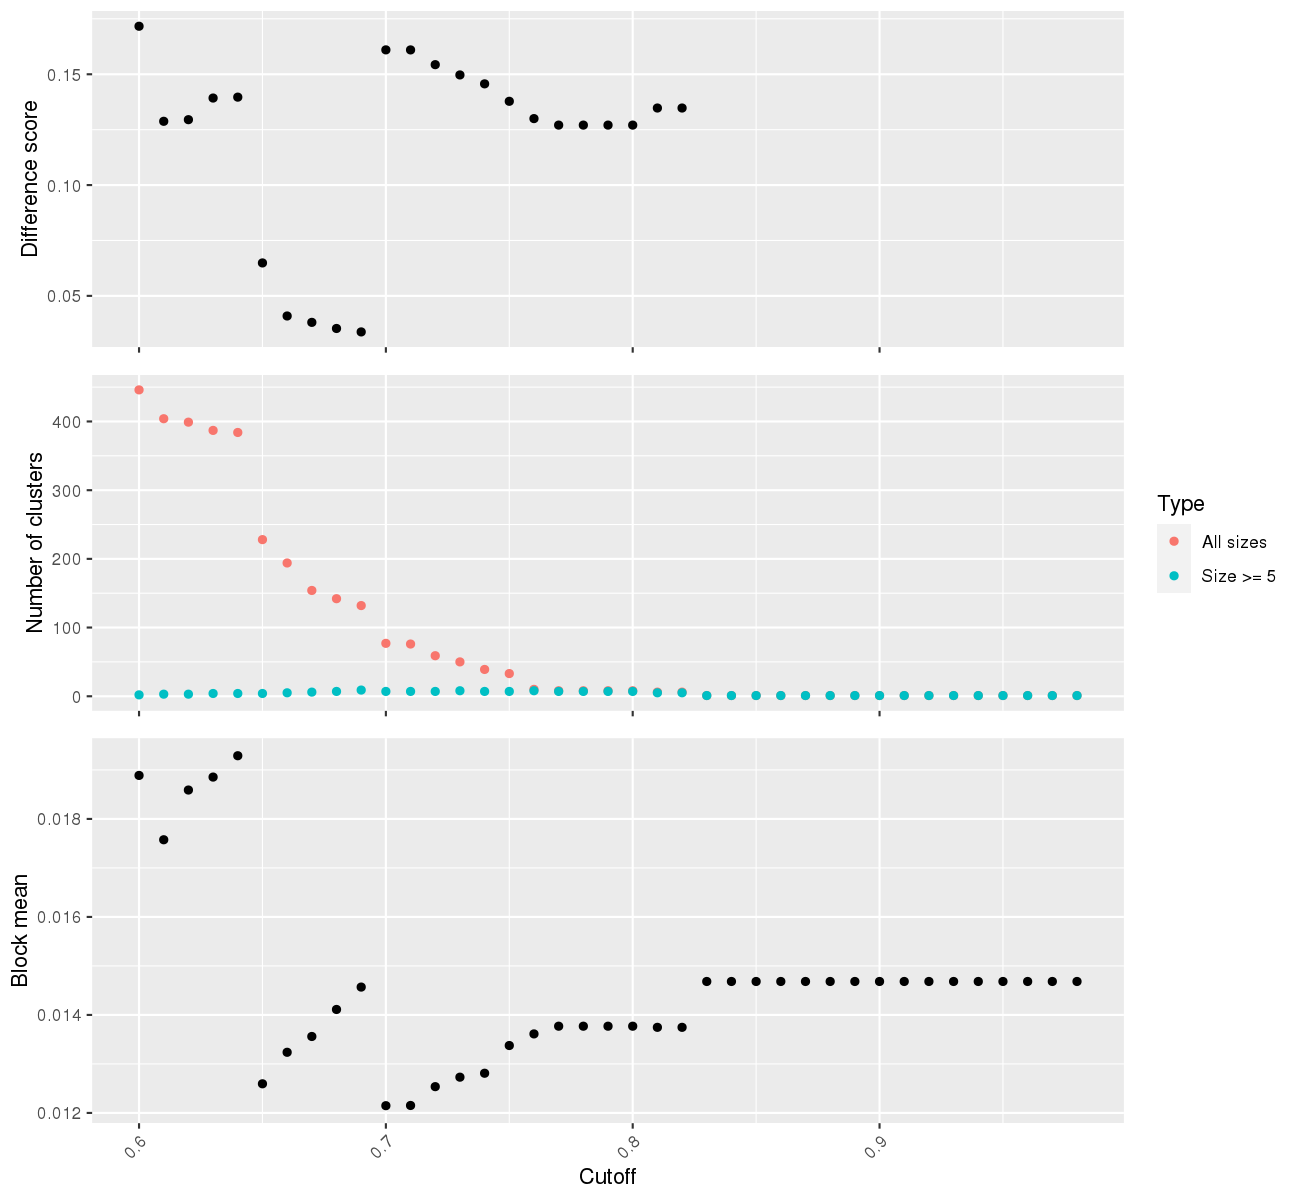 Difference score
0.15
0.10
0.05
Number of clusters
400
300
200
100
0
Type
All sizes
Size >= 5
Block mean
0.018
0.016
0.014
0.012
0.6
0.7
0.8
0.9
Cutoff